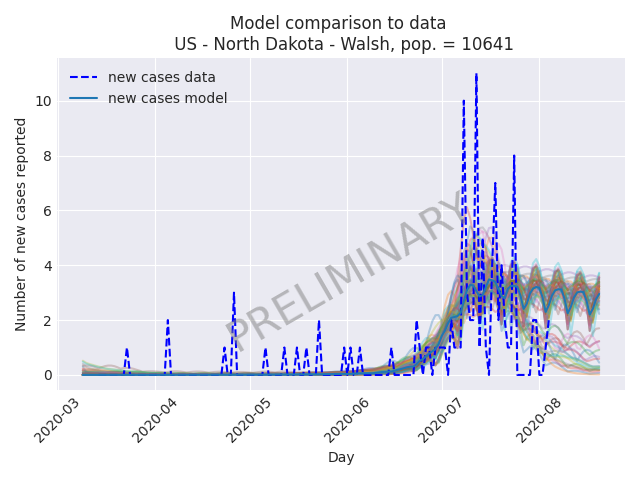 Model comparison to data
US - North Dakota - Walsh, pop. = 10641
new cases data
new cases model
PRELIMINARY
Number of new cases reported
10
8
6
4
2
0
2020-03
2020-04
2020-05
2020-06
2020-07
2020-08
Day